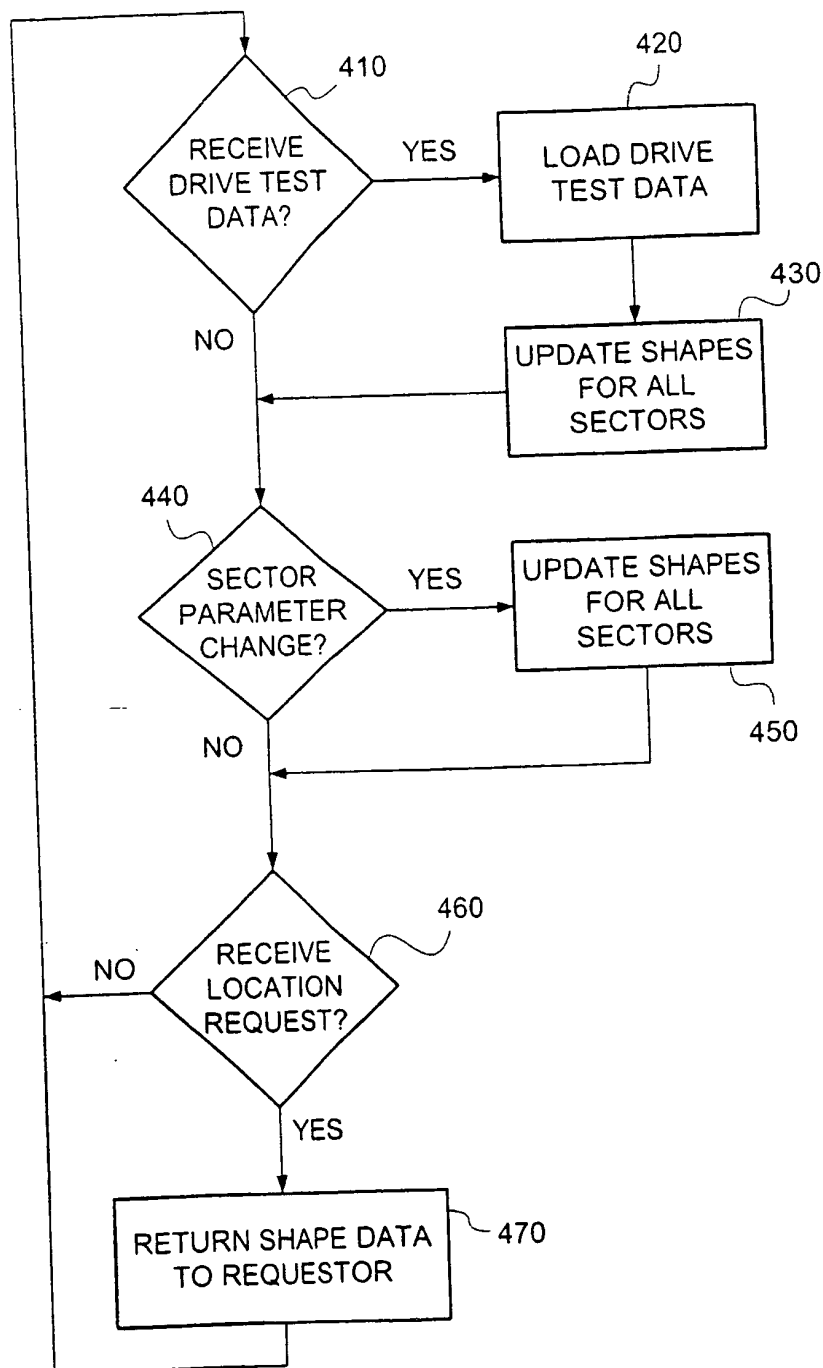 410
RECEIVE
DRIVE TEST
DATA?
YES
420
LOAD DRIVE
TEST DATA
NO
430
UPDATE SHAPES
FOR ALL
SECTORS
440
SECTOR
PARAMETER
CHANGE?
YES
UPDATE SHAPES
FOR ALL
SECTORS
450
NO
460
RECEIVE
LOCATION
REQUEST?
NO
YES
RETURN SHAPE DATA
TO REQUESTOR
470